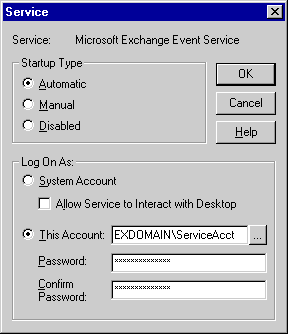 Service
Service: Microsoft Exchange Event Service
Startup Type
Automatic
Manual
Disabled
OK
Cancel
Help
Log On As:
System Account
Allow Service to Interact with Desktop
This Account: EXDOMAIN\ServiceAcct ...
Password: *************
Confirm
Password: *************